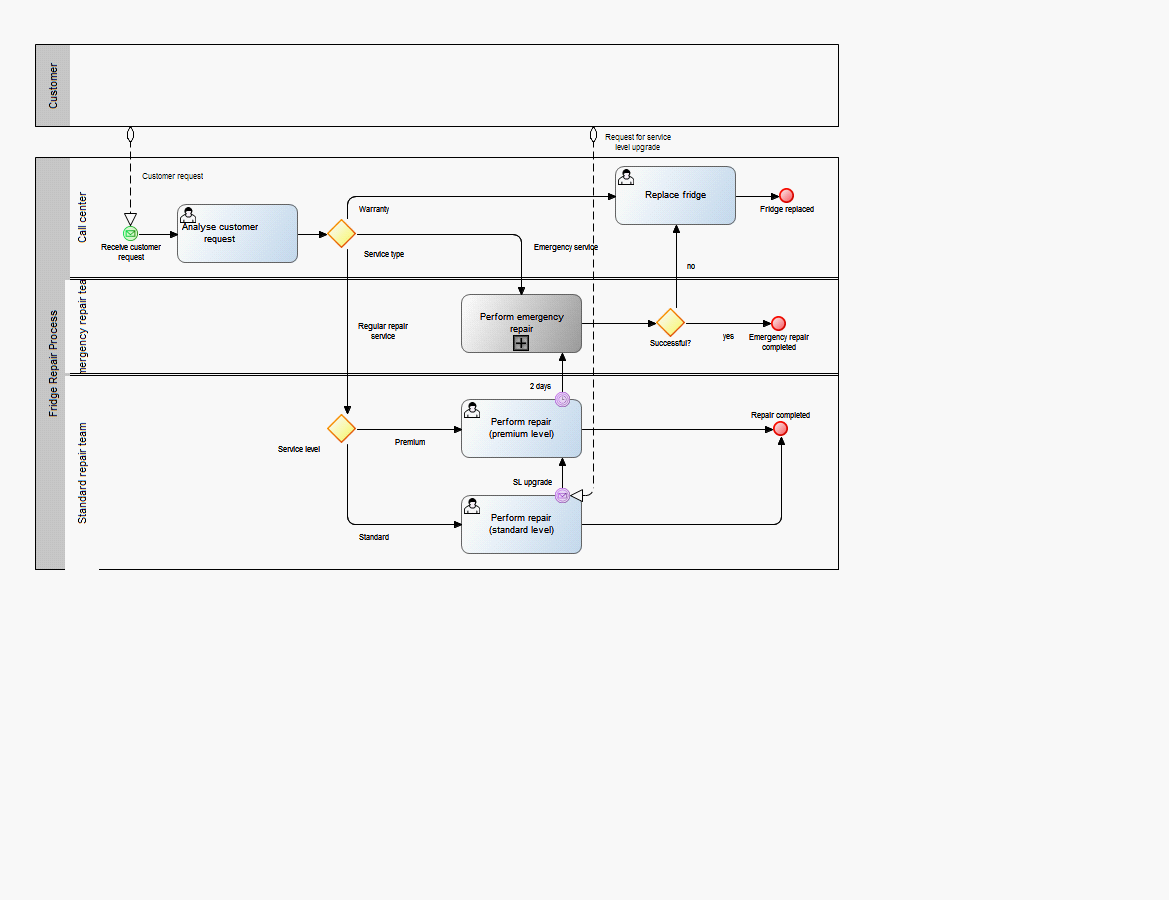 Customer
Request for service
level upgrade
Customer request
Fridge Repair Process
Call center
Analyse customer
request
Receive customer
request
Warranty
Service type
Emergency service
Replace fridge
Fridge replaced
no
mergency repair tea
Regular repair
service
Perform emergency
repair
Successful?
yes
Emergency repair
completed
Standard repair team
2 days
Service level
Premium
Perform repair
(premium level)
Repair completed
SL upgrade
Standard
Perform repair
(standard level)